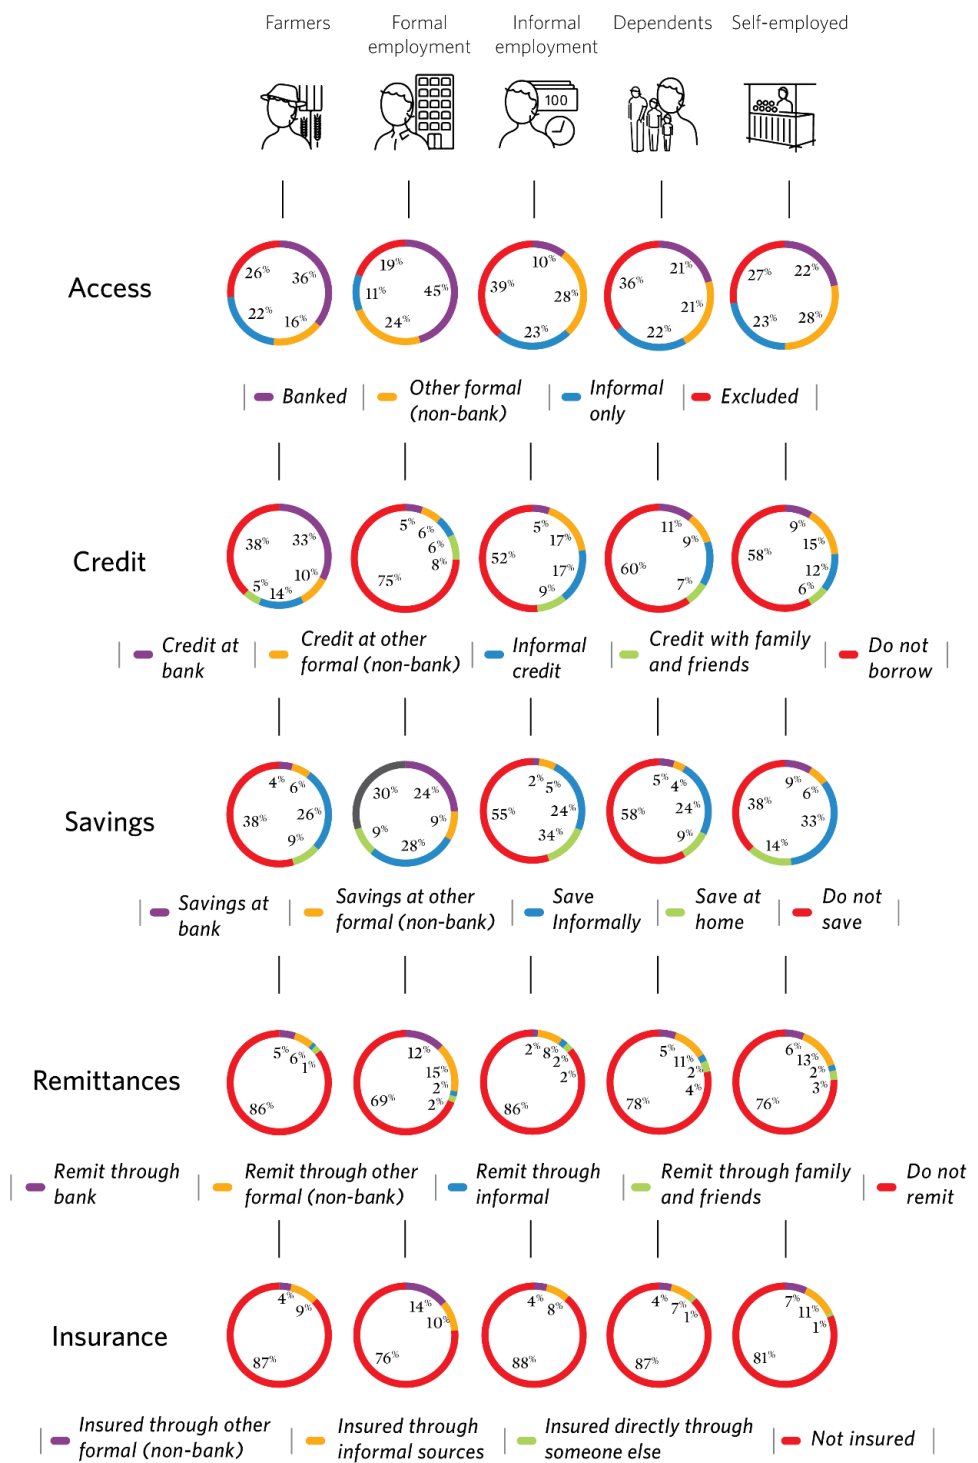 Farmers
Formal
employment
Informal
employment
Dependents
Self-employed
100
Access
26% 36% 22% 16%
19% 45% 11% 24%
10% 39% 28% 23%
21% 36% 21% 22%
27% 22% 23% 28%
Banked
Other formal
(non-bank)
Informal
only
Excluded
Credit
38% 33% 10% 5% 14%
5% 6% 6% 8% 75%
5% 17% 52% 17% 9%
11% 9% 60% 7%
9% 15% 58% 12% 6%
Credit at
bank
Credit at other
formal (non-bank)
Informal
credit
Credit with family
and friends
Do not
borrow
Savings
4% 6% 38% 26% 9%
30% 24% 9% 9% 28%
2% 5% 55% 24% 34%
5% 4% 58% 24% 9%
9% 6% 38% 33% 14%
Savings at
bank
Savings at other
formal (non-bank)
Save
Informally
Save at
home
Do not
save
Remittances
5% 6% 1% 86%
12% 15% 2% 2% 69%
2% 8% 2% 2% 86%
5% 11% 2% 4% 78%
6% 13% 2% 3% 76%
Remit through
bank
Remit through other
formal (non-bank)
Remit through
informal
Remit through family
and friends
Do not
remit
Insurance
4% 9% 87%
14% 10% 76%
4% 8% 88%
4% 7% 1% 87%
7% 11% 1% 81%
Insured through other
formal (non-bank)
Insured through
informal sources
Insured directly through
someone else
Not insured